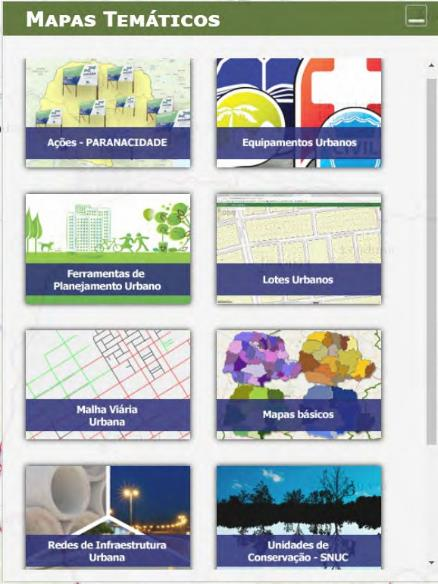 MAPAS TEMÁTICOS
Ações - PARANACIDADE
Equipamentos Urbanos
CIVIL
Ferramentas de
Planejamento Urbano
Lotes Urbanos
Malha Viária
Urbana
Mapas básicos
Redes de Infraestrutura
Urbana
Unidades de
Conservação - SNUC